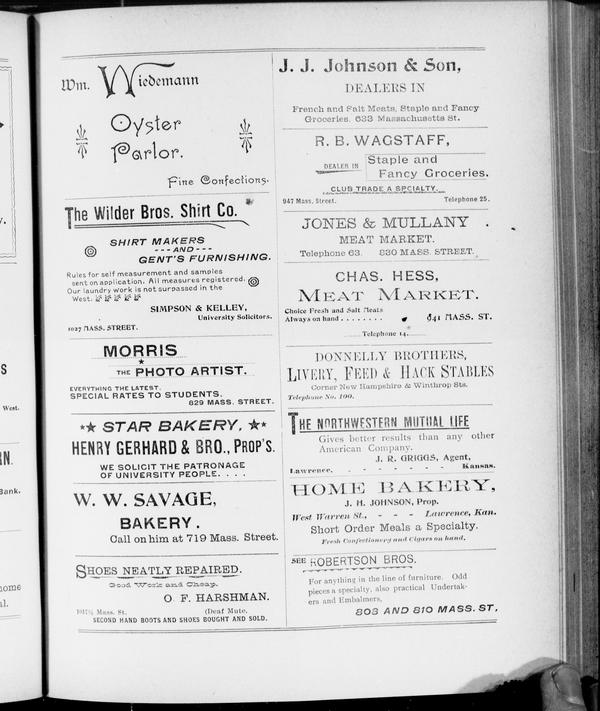 Wm. Wiedemann
Oyster
Parlor.
Fine Confections.
The Wilder Bros. Shirt Co.
SHIRT MAKERS
---AND---
GENT'S FURNISHING.
Rules for self measurement and samples
sent on application. All measures registered.
Our laundry work is not surpassed in the
West.
SIMPSON & KELLEY,
University Solicitors.
1027 MASS. STREET.
MORRIS
THE PHOTO ARTIST.
EVERYTHING THE LATEST.
SPECIAL RATES TO STUDENTS.
829 MASS. STREET.
STAR BAKERY,
HENRY GERHARD & BRO., PROP'S.
WE SOLICIT THE PATRONAGE
OF UNIVERSITY PEOPLE. . . .
W. W. SAVAGE,
BAKERY.
Call on him at 719 Mass. Street.
SHOES NEATLY REPAIRED.
Good Work and Cheap.
O. F. HARSHMAN.
1017½ Mass. St. (Deaf Mute.
SECOND HAND BOOTS AND SHOES BOUGHT AND SOLD.
J. J. Johnson & Son,
DEALERS IN
French and Salt Meats, Staple and Fancy
Groceries. 633 Massachusetts St.
R. B. WAGSTAFF,
DEALER IN Staple and
Fancy Groceries.
CLUB TRADE A SPCIALTY.
947 Mass. Street. Telephone 25.
JONES & MULLANY
MEAT MARKET.
Telephone 63. 830 MASS. STREET.
CHAS. HESS,
MEAT MARKET.
Choice Fresh and Salt Meats
Always on hand . . . . . . . . 941 MASS. ST.
Telephone 14.
DONNELLY BROTHERS,
LIVERY, FEED & HACK STABLES
Corner New Hampshire & Winthrop Sts.
Telephone No. 100.
THE NORTHWESTERN MUTUAL LIFE
Gives better results than any other
American Company.
J. R. GRIGGS, Agent,
Lawrence, - - - - - - - Kansas.
HOME BAKERY,
J. H. JOHNSON, Prop.
West Warren St., - - - Lawrence, Kan.
Short Order Meals a Specialty.
Fresh Confectionery and Cigars on hand.
SEE ROBERTSON BROS.
For anything in the line of furniture. Odd
pieces a specialty, also practical Undertak-
ers and Embalmers,
808 AND 810 MASS. ST.
West.
Bank.